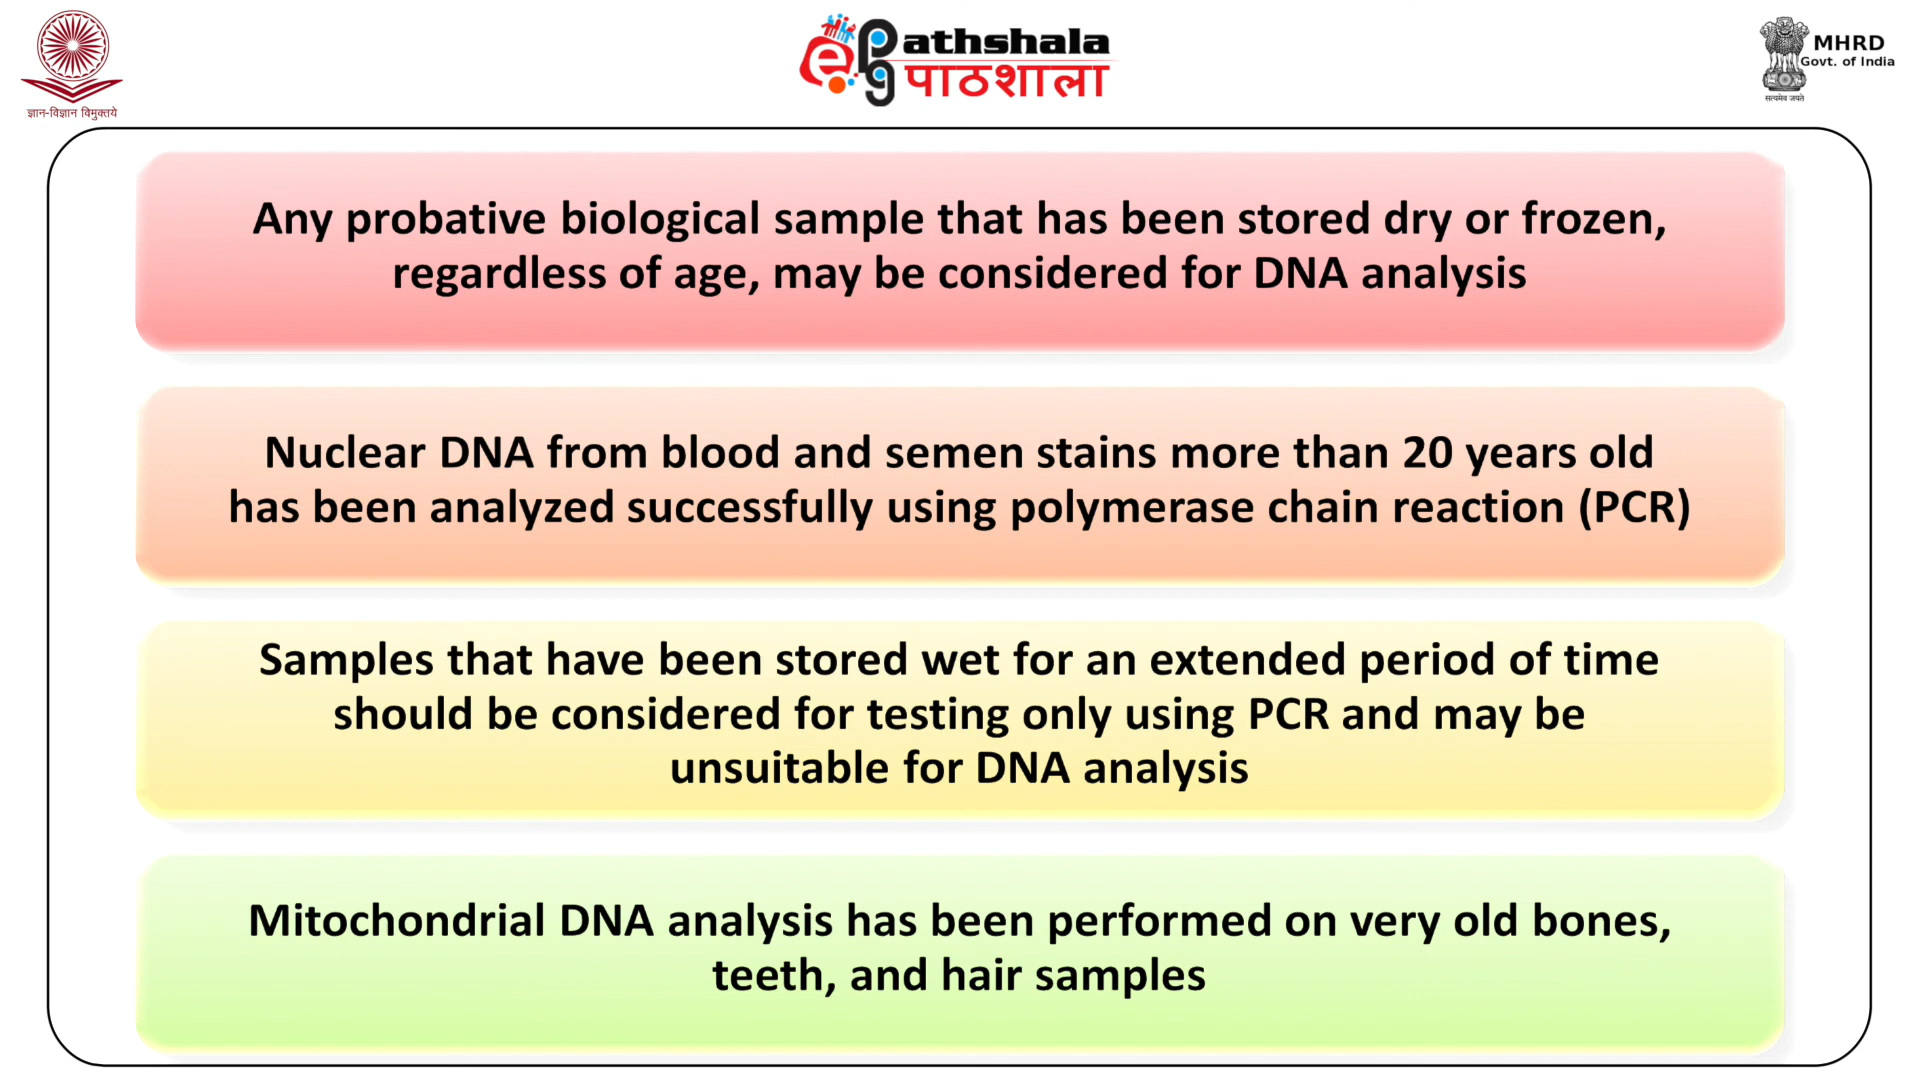 ज्ञान-विज्ञान विमुक्तये
e
pg
athshala
पाठशाला
MHRD
Govt. of India
सत्यमेव जयते
Any probative biological sample that has been stored dry or frozen,
regardless of age, may be considered for DNA analysis
Nuclear DNA from blood and semen stains more than 20 years old
has been analyzed successfully using polymerase chain reaction (PCR)
Samples that have been stored wet for an extended period of time
should be considered for testing only using PCR and may be
unsuitable for DNA analysis
Mitochondrial DNA analysis has been performed on very old bones,
teeth, and hair samples